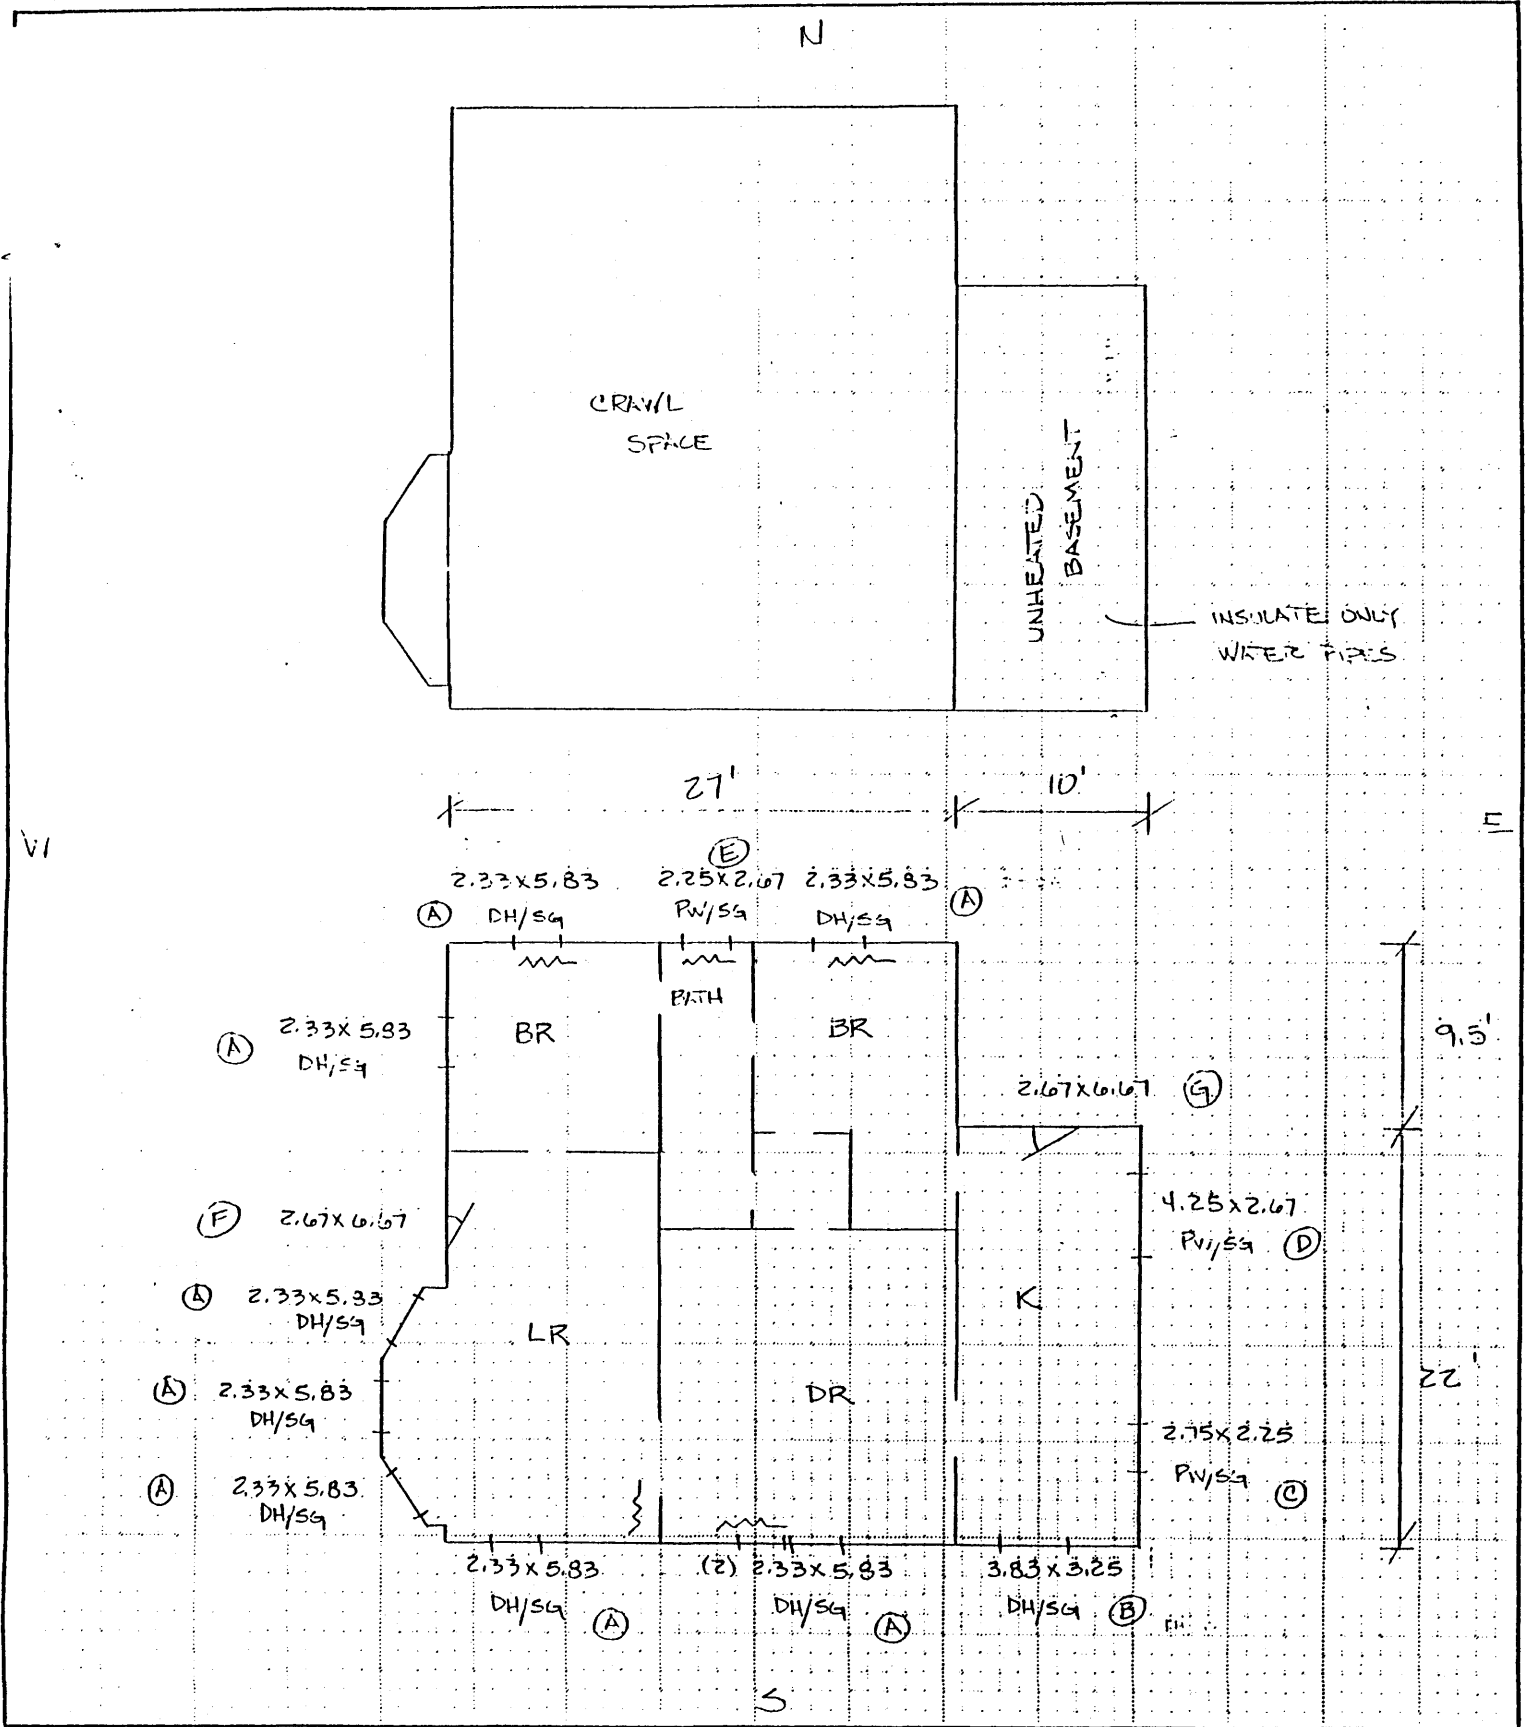 N
CRAWL
SPACE
UNHEATED
BASEMENT
INSULATE ONLY
WATER PIPES
27'
10'
W
E
E
2.33x5.83
2.25x2.67
2.33x5.83
A
DH/SG
PW/SG
DH/SG
A
BATH
BR
BR
A
2.33x5.83
DH/SG
9.5'
2.67x6.67
G
F
2.67x6.67
4.25x2.67
PW/SG
D
A
2.33x5.83
DH/SG
K
LR
A
2.33x5.83
DH/SG
DR
22'
2.75x2.25
PW/SG
C
A
2.33x5.83
DH/SG
2.33x5.83
(2) 2.33x5.83
3.83x3.25
DH/SG
A
DH/SG
A
DH/SG
B
S